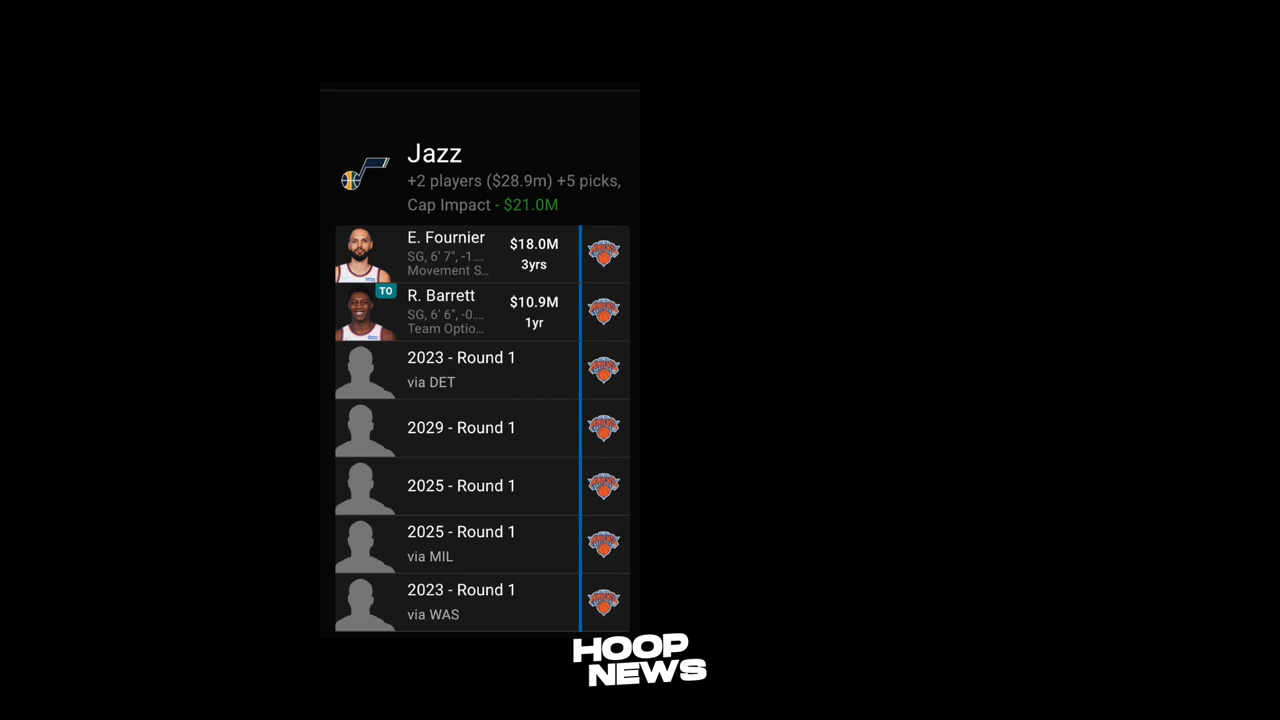 Jazz
+2 players ($28.9m) +5 picks,
Cap Impact - $21.0M
E. Fournier
SG, 6' 7", -1....
Movement S...
$18.0M
3yrs
TO
R. Barrett
SG, 6' 6", -0....
Team Optio...
$10.9M
1yr
2023 - Round 1
via DET
2029 - Round 1
2025 - Round 1
2025 - Round 1
via MIL
2023 - Round 1
via WAS
HOOP
NEWS